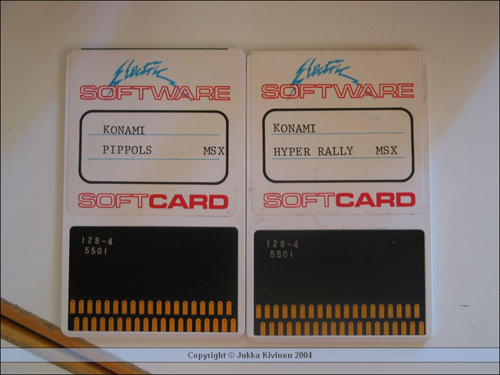 Electric
SOFTWARE
KONAMI
PIPPOLS MSX
SOFTCARD
128-4
5501
Electric
SOFTWARE
KONAMI
HYPER RALLY MSX
SOFTCARD
128-4
5501
Copyright © Jukka Kivinen 2004